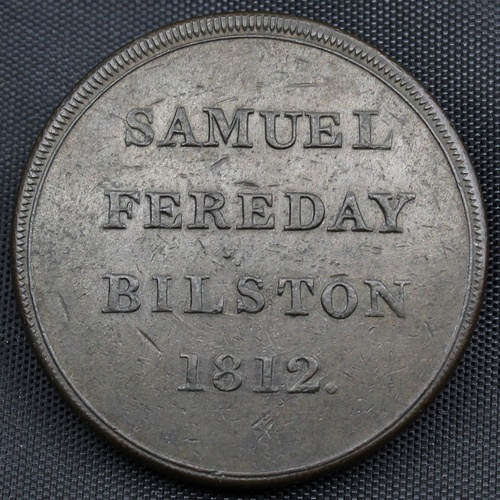 SAMUEL
FEREDAY
BILSTON
1812.